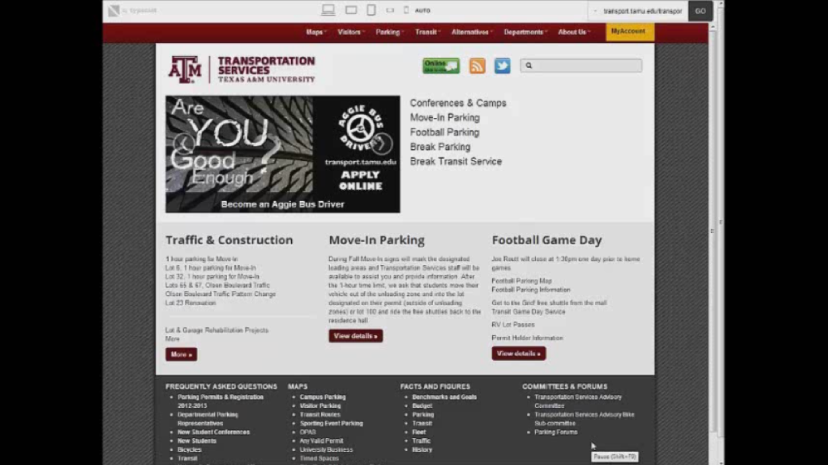 AUTO
transport.tamu.edu/transpor
GO
Maps
Visitors
Parking
Transit
Alternatives
Departments
About Us
MyAccount
ATM
TRANSPORTATION
SERVICES
TEXAS A&M UNIVERSITY
Online
Are
YOU
Good
Enough?
AGGIE BUS
DRIVER
transport.tamu.edu
APPLY
ONLINE
Become an Aggie Bus Driver
Conferences & Camps
Move-In Parking
Football Parking
Break Parking
Break Transit Service
Traffic & Construction
1 hour parking for Move-In
Lot 6, 1 hour parking for Move-In
Lot 32, 1 hour parking for Move-In
Lots 65 & 67, Olsen Boulevard Traffic
Olsen Boulevard Traffic Pattern Change
Lot 23 Renovation
Lot & Garage Rehabilitation Projects
More
More »
Move-In Parking
During Fall Move-In signs will mark the designated
loading areas and Transportation Services staff will be
available to assist you and provide information. After
the 1-hour time limit, we ask that students move their
vehicle out of the unloading zone and into the lot
designated on their permit (outside of unloading
zones) or lot 100 and ride the free shuttles back to the
residence hall
View details »
Football Game Day
Joe Routt will close at 1:30pm one day prior to home
games
Football Parking Map
Football Parking Information
Get to the Grid! free shuttle from the mall
Transit Game Day Service
RV Lot Passes
Permit Holder Information
View details »
FREQUENTLY ASKED QUESTIONS
Parking Permits & Registration
2012-2013
Departmental Parking
Representatives
New Student Conferences
New Students
Bicycles
Transit
MAPS
Campus Parking
Visitor Parking
Transit Routes
Sporting Event Parking
OPAS
Any Valid Permit
University Business
Timed Spaces
FACTS AND FIGURES
Benchmarks and Goals
Budget
Parking
Transit
Fleet
Traffic
History
COMMITTEES & FORUMS
Transportation Services Advisory
Committee
Transportation Services Advisory Bike
Sub-committee
Parking Forums